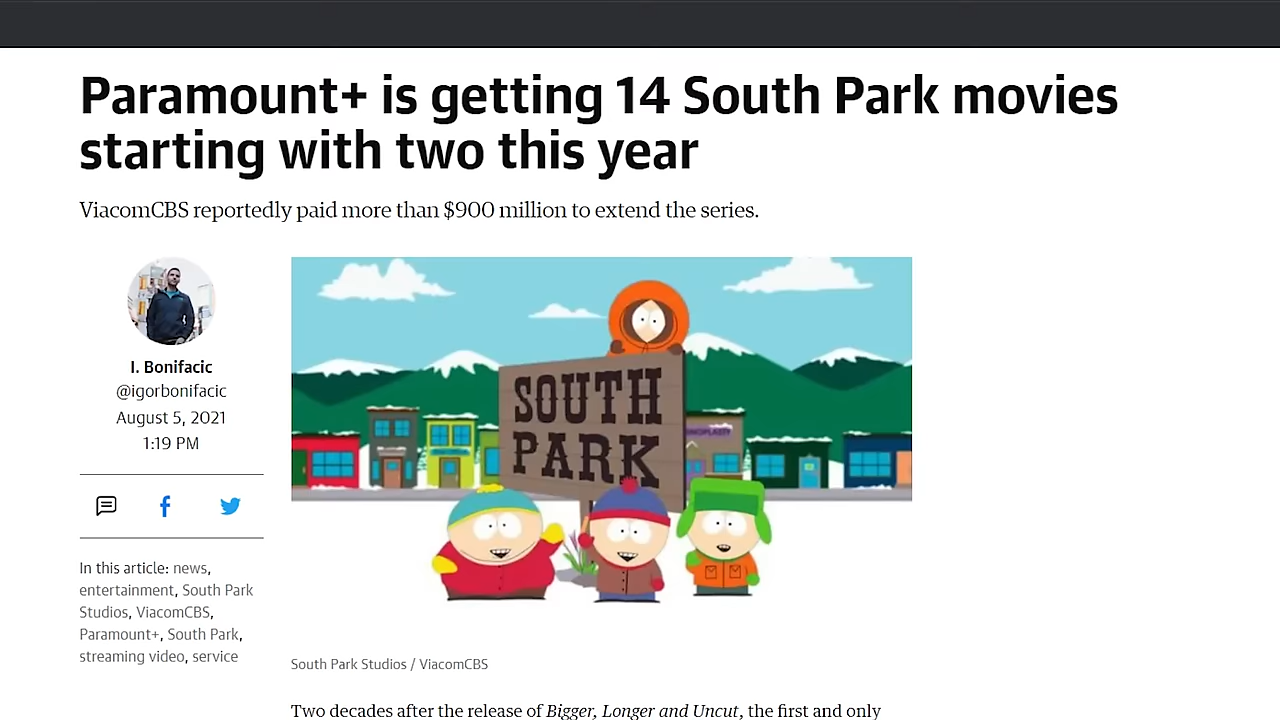 Paramount+ is getting 14 South Park movies
starting with two this year
ViacomCBS reportedly paid more than $900 million to extend the series.
I. Bonifacic
@igorbonifacic
August 5, 2021
1:19 PM
In this article: news,
entertainment, South Park
Studios, ViacomCBS,
Paramount+, South Park,
streaming video, service
SOUTH
PARK
South Park Studios / ViacomCBS
Two decades after the release of Bigger, Longer and Uncut, the first and only